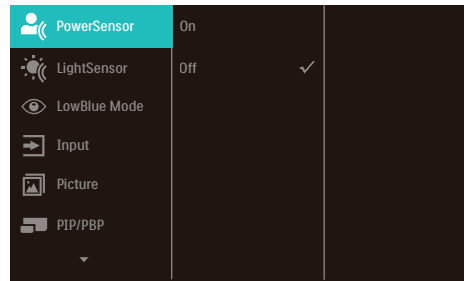 PowerSensor
On
LightSensor
Off
LowBlue Mode
Input
Picture
PIP/PBP